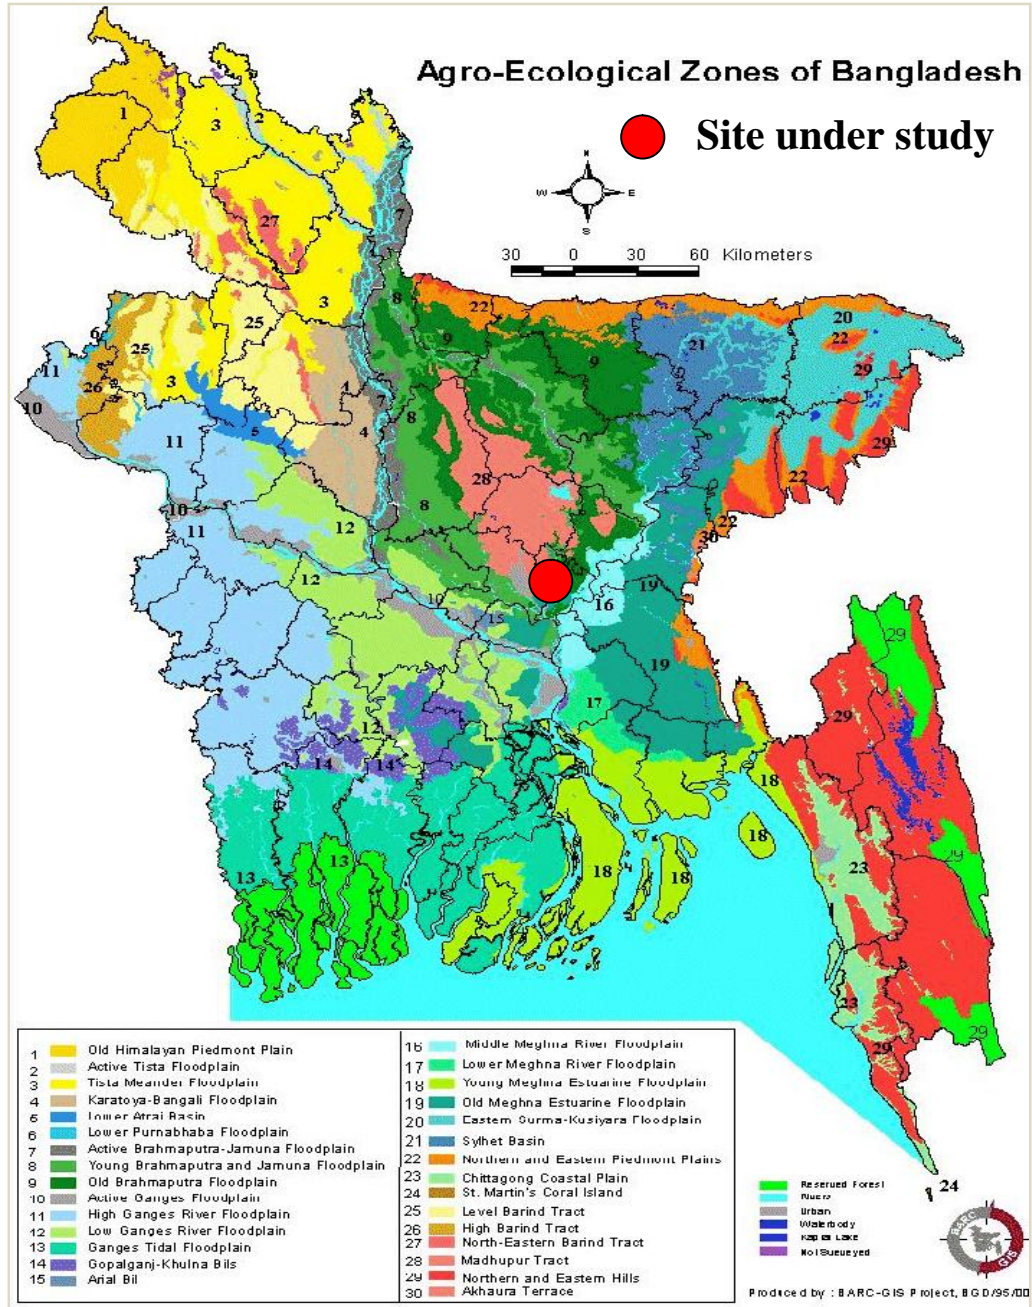 Agro-Ecological Zones of Bangladesh
Site under study
N
W E
S
30 0 30 60 Kilometers
1 Old Himalayan Piedmont Plain
2 Active Tista Floodplain
3 Tista Meander Floodplain
4 Karatoya-Bangali Floodplain
5 Lower Atrai Basin
6 Lower Purnabhaba Floodplain
7 Active Brahmaputra-Jamuna Floodplain
8 Young Brahmaputra and Jamuna Floodplain
9 Old Brahmaputra Floodplain
10 Active Ganges Floodplain
11 High Ganges River Floodplain
12 Low Ganges River Floodplain
13 Ganges Tidal Floodplain
14 Gopalganj-Khulna Bils
15 Arial Bil
16 Middle Meghna River Floodplain
17 Lower Meghna River Floodplain
18 Young Meghna Estuarine Floodplain
19 Old Meghna Estuarine Floodplain
20 Eastern Surma-Kusiyara Floodplain
21 Sylhet Basin
22 Northern and Eastern Piedmont Plains
23 Chittagong Coastal Plain
24 St. Martin's Coral Island
25 Level Barind Tract
26 High Barind Tract
27 North-Eastern Barind Tract
28 Madhupur Tract
29 Northern and Eastern Hills
30 Akhaura Terrace
Reserved Forest
Rivers
Urban
Waterbody
Kaptai Lake
Not Surveyed
BARC
GIS
Produced by : BARC-GIS Project, BGD/95/00